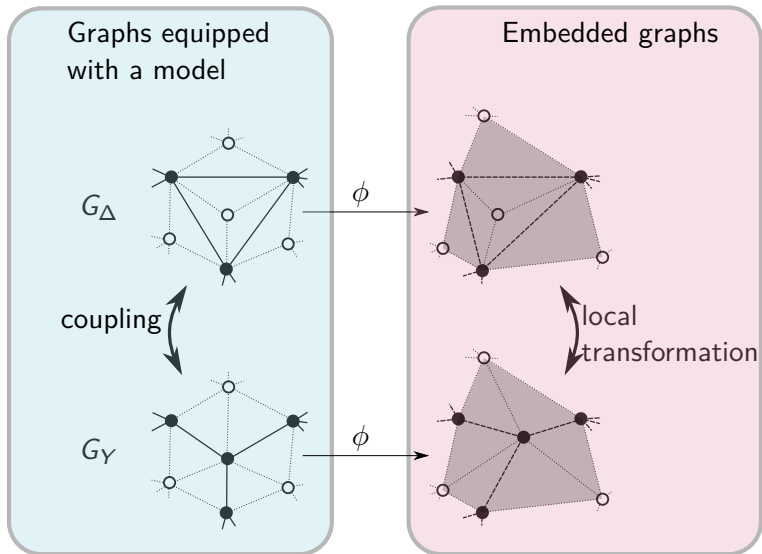 Graphs equipped
with a model
Embedded graphs
G_Δ
ϕ
coupling
local
transformation
G_Y
ϕ